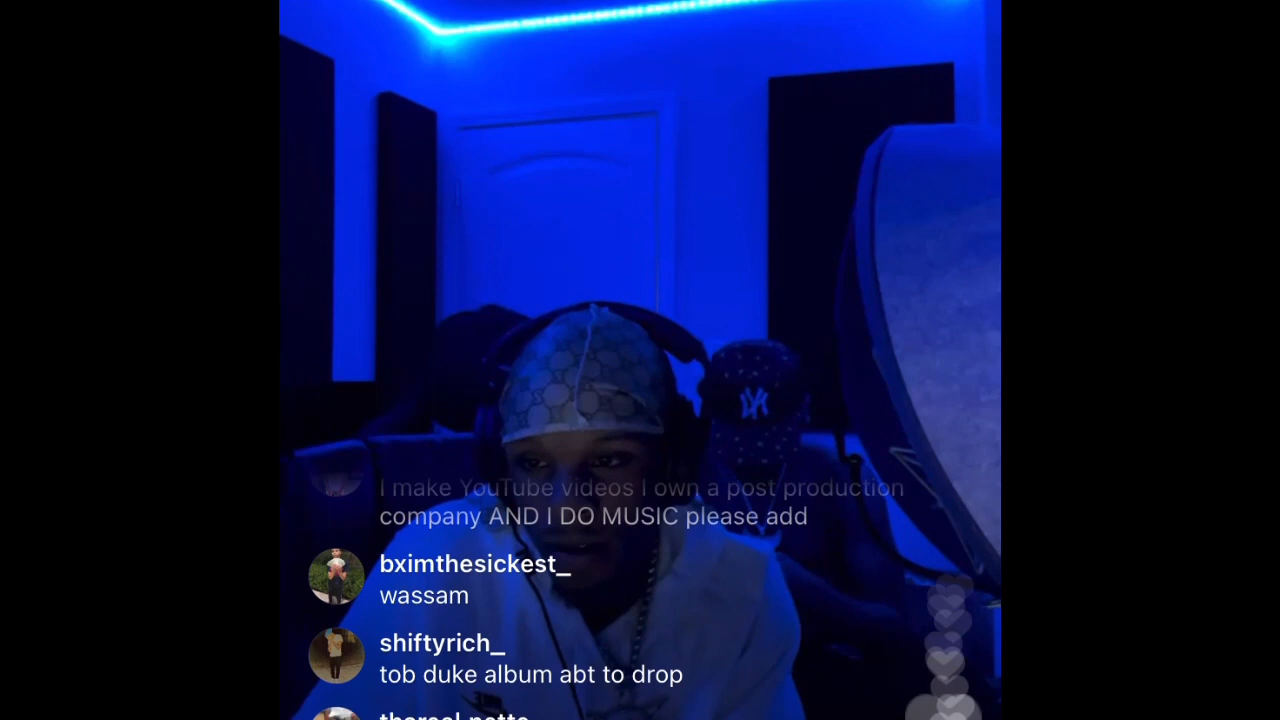 I make YouTube videos I own a post production
company AND I DO MUSIC please add
bximthesickest_
wassam
shiftyrich_
tob duke album abt to drop
NY